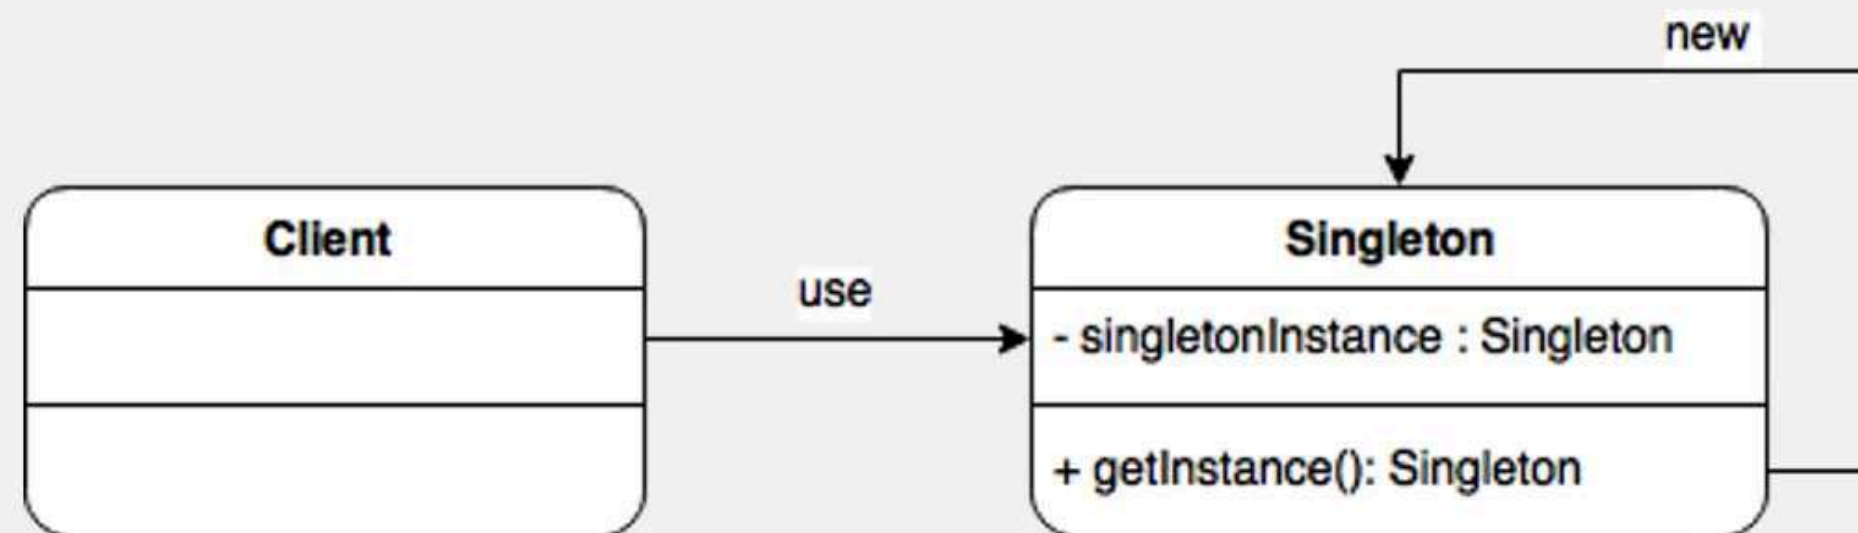 new
Client
Singleton
use
- singletonInstance : Singleton
+ getInstance(): Singleton